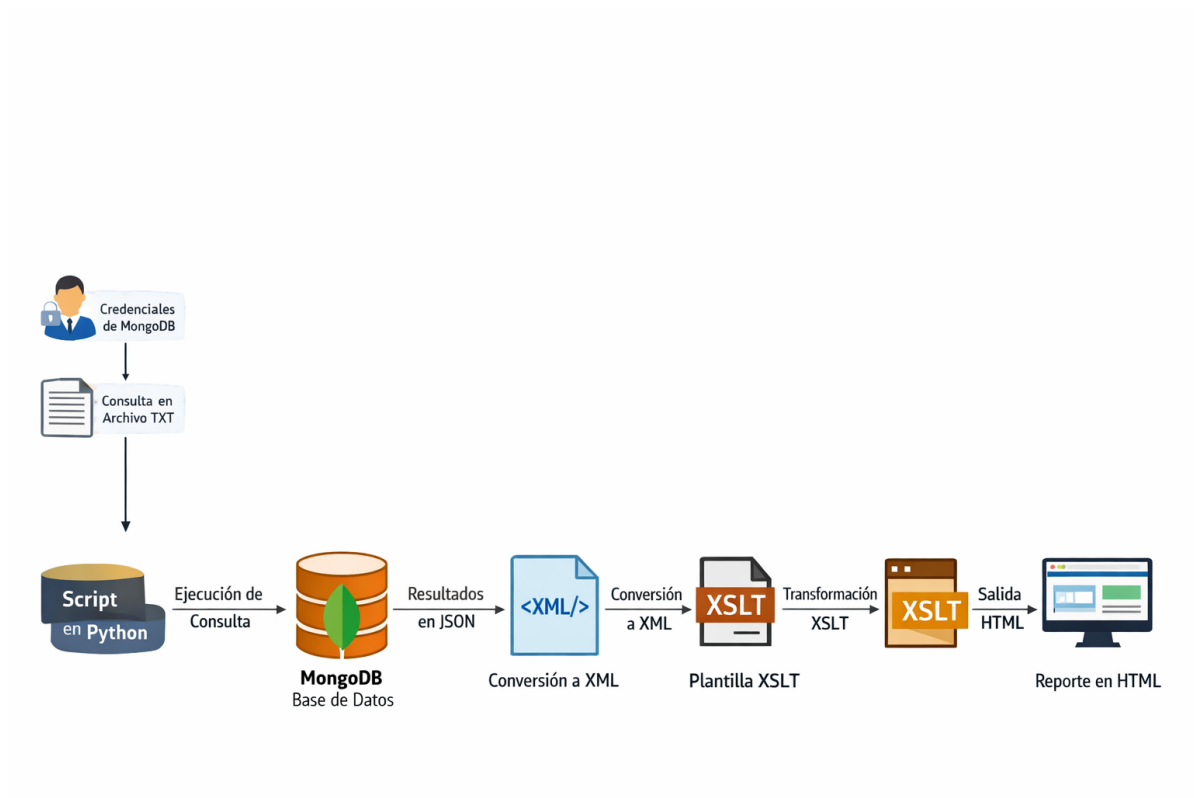 Credenciales
de MongoDB
Consulta en
Archivo TXT
Script
en Python
Ejecución de
Consulta
MongoDB
Base de Datos
Resultados
en JSON
<XML/>
Conversión a XML
Conversión
a XML
XSLT
Plantilla XSLT
Transformación
XSLT
XSLT
Salida
HTML
Reporte en HTML